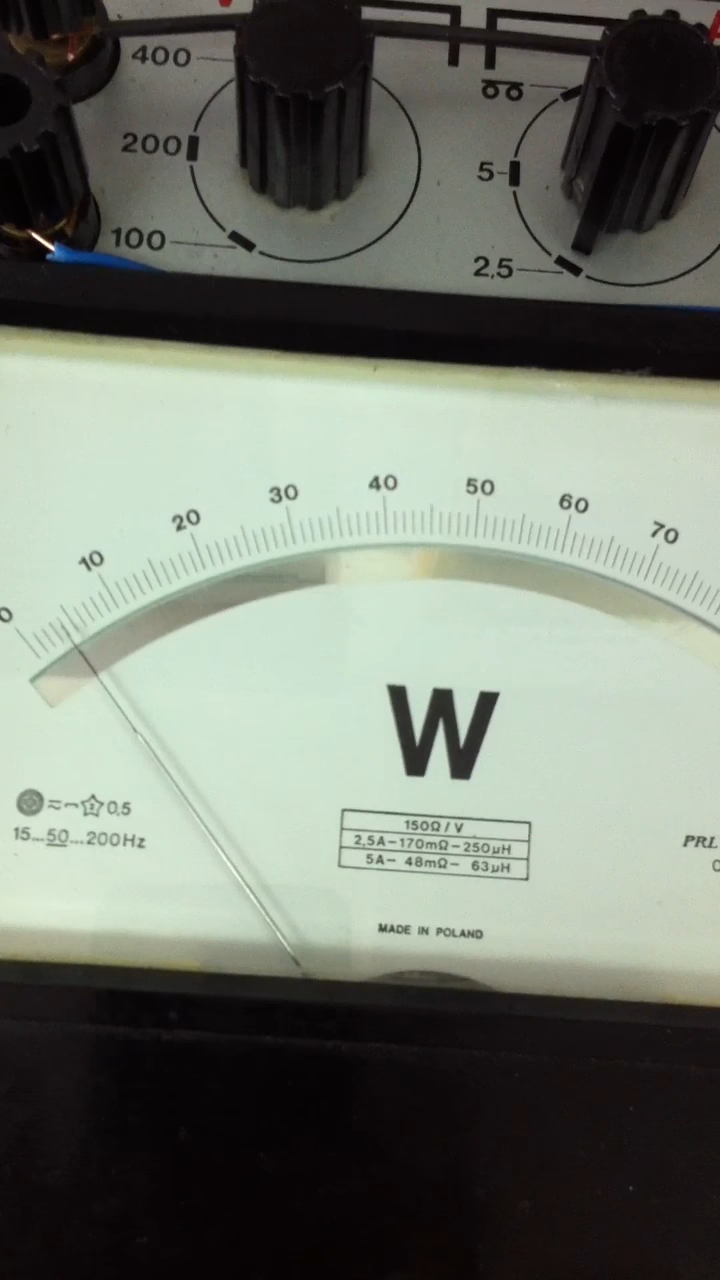 400
200
100
5
2,5
0 10 20 30 40 50 60 70
W
0,5
15...50...200Hz
150Ω/V
2,5A-170mΩ-250µH
5A- 48mΩ- 63µH
PRL
MADE IN POLAND